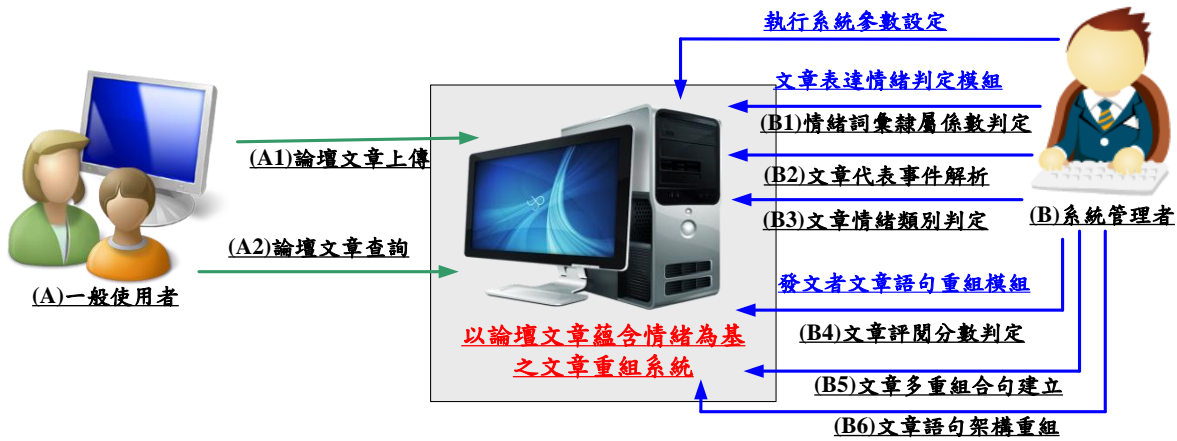 執行系統參數設定
文章表達情緒判定模組
(B1)情緒詞彙隸屬係數判定
(A1)論壇文章上傳
(B2)文章代表事件解析
(B3)文章情緒類別判定
(B)系統管理者
(A2)論壇文章查詢
(A)一般使用者
發文者文章語句重組模組
以論壇文章蘊含情緒為基
之文章重組系統
(B4)文章評閱分數判定
(B5)文章多重組合句建立
(B6)文章語句架構重組